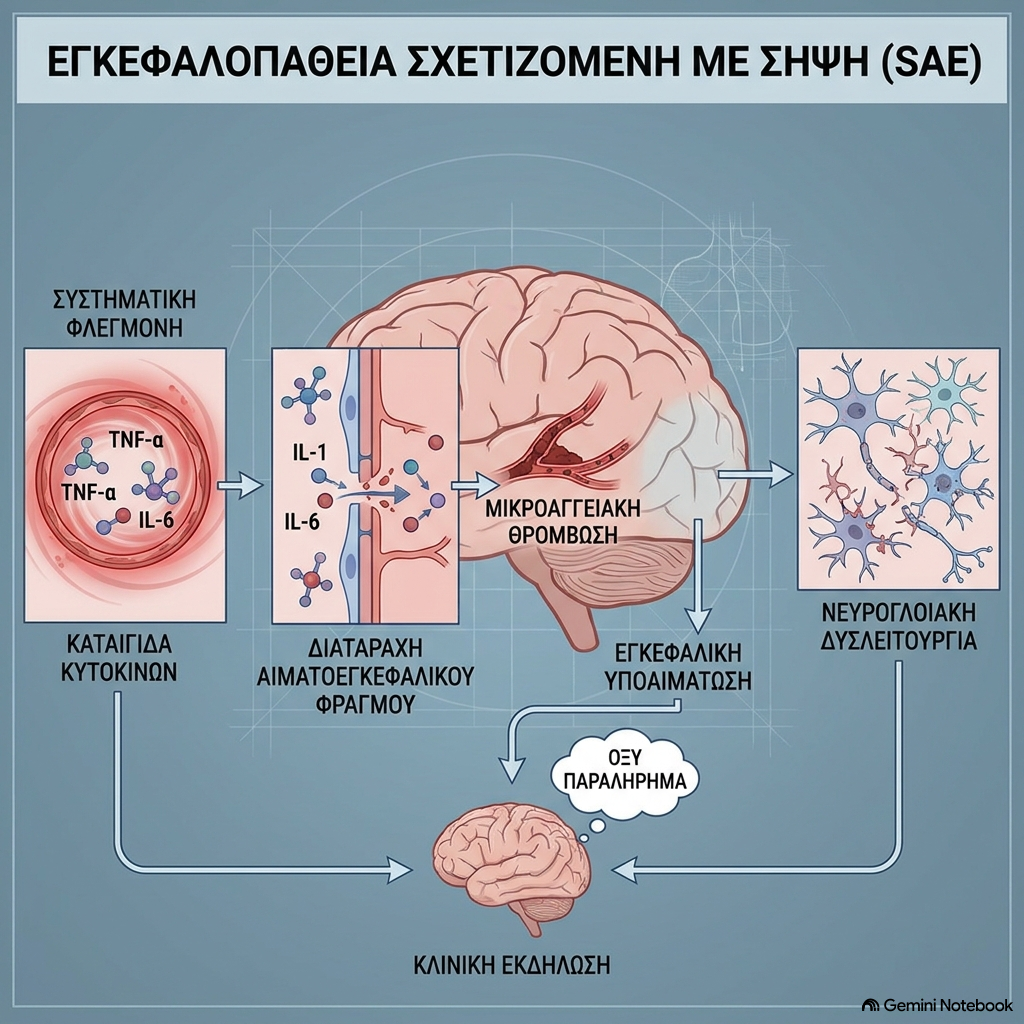 ΕΓΚΕΦΑΛΟΠΑΘΕΙΑ ΣΧΕΤΙΖΟΜΕΝΗ ΜΕ ΣΗΨΗ (SAE)
ΣΥΣΤΗΜΑΤΙΚΗ
ΦΛΕΓΜΟΝΗ
TNF-α
TNF-α
IL-6
ΚΑΤΑΙΓΙΔΑ
ΚΥΤΟΚΙΝΩΝ
IL-1
IL-6
ΔΙΑΤΑΡΑΧΗ
ΑΙΜΑΤΟΕΓΚΕΦΑΛΙΚΟΥ
ΦΡΑΓΜΟΥ
ΜΙΚΡΟΑΓΓΕΙΑΚΗ
ΘΡΟΜΒΩΣΗ
ΕΓΚΕΦΑΛΙΚΗ
ΥΠΟΑΙΜΑΤΩΣΗ
ΝΕΥΡΟΓΛΟΙΑΚΗ
ΔΥΣΛΕΙΤΟΥΡΓΙΑ
ΟΞΥ
ΠΑΡΑΛΗΡΗΜΑ
ΚΛΙΝΙΚΗ ΕΚΔΗΛΩΣΗ
Gemini Notebook